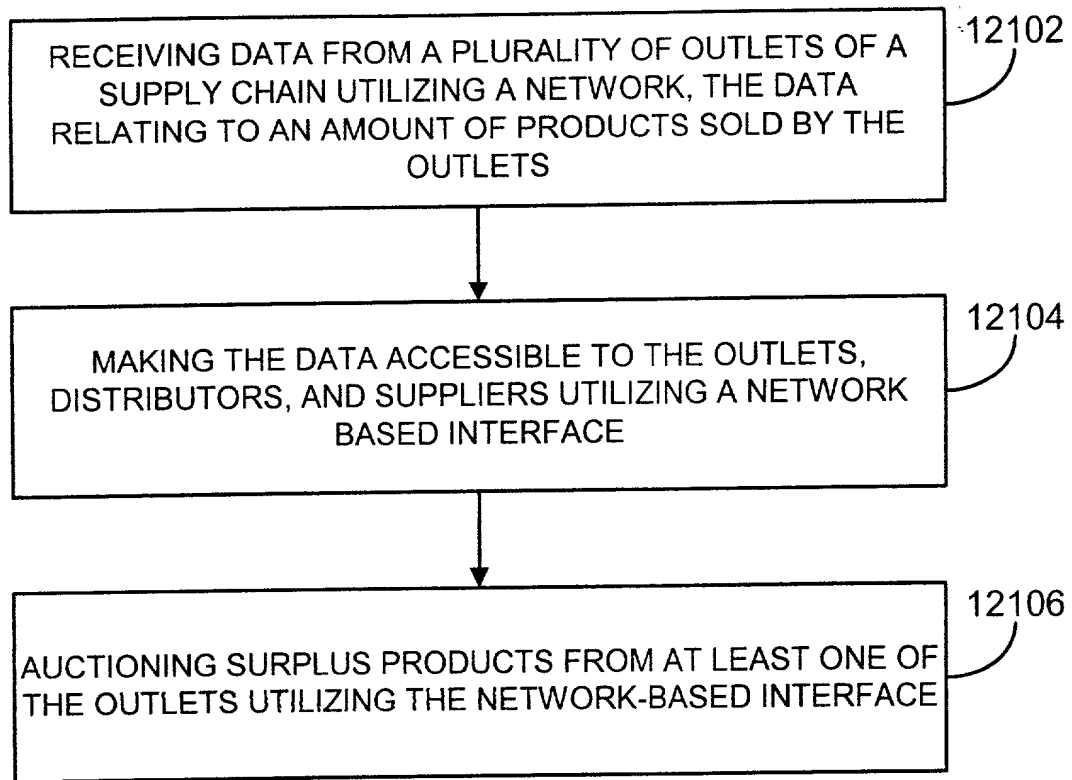 RECEIVING DATA FROM A PLURALITY OF OUTLETS OF A
SUPPLY CHAIN UTILIZING A NETWORK, THE DATA
RELATING TO AN AMOUNT OF PRODUCTS SOLD BY THE
OUTLETS
12102
MAKING THE DATA ACCESSIBLE TO THE OUTLETS,
DISTRIBUTORS, AND SUPPLIERS UTILIZING A NETWORK
BASED INTERFACE
12104
AUCTIONING SURPLUS PRODUCTS FROM AT LEAST ONE OF
THE OUTLETS UTILIZING THE NETWORK-BASED INTERFACE
12106